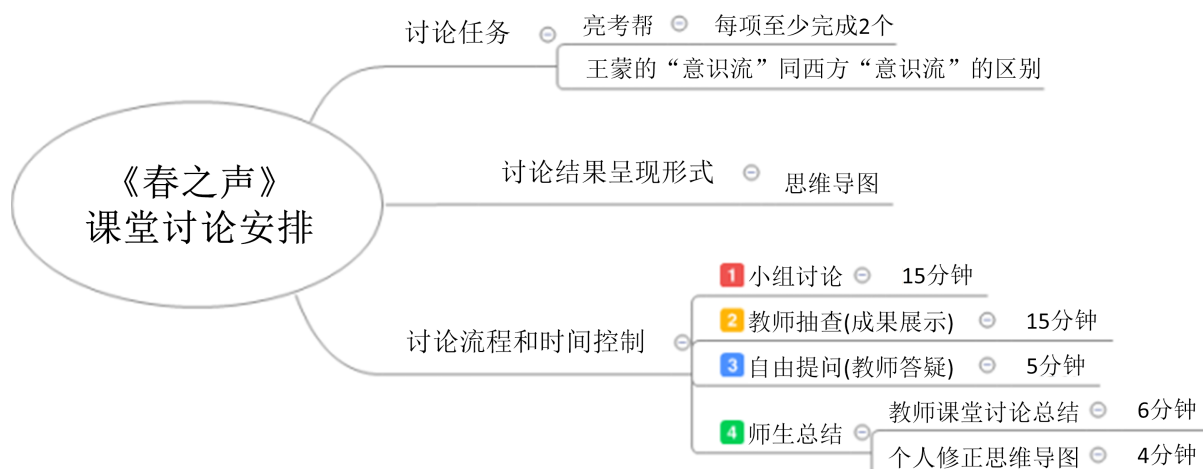 《春之声》
课堂讨论安排
讨论任务
亮考帮
每项至少完成2个
王蒙的“意识流”同西方“意识流”的区别
讨论结果呈现形式
思维导图
讨论流程和时间控制
1 小组讨论
15分钟
2 教师抽查(成果展示)
15分钟
3 自由提问(教师答疑)
5分钟
4 师生总结
教师课堂讨论总结
6分钟
个人修正思维导图
4分钟